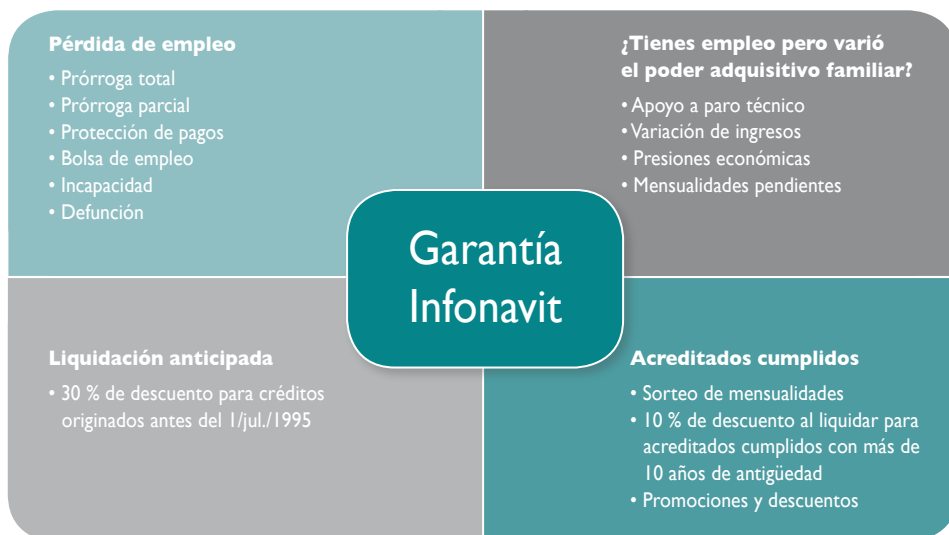 Pérdida de empleo
• Prórroga total
• Prórroga parcial
• Protección de pagos
• Bolsa de empleo
• Incapacidad
• Defunción
¿Tienes empleo pero varió
el poder adquisitivo familiar?
• Apoyo a paro técnico
• Variación de ingresos
• Presiones económicas
• Mensualidades pendientes
Garantía
Infonavit
Liquidación anticipada
• 30 % de descuento para créditos
originados antes del 1/jul./1995
Acreditados cumplidos
• Sorteo de mensualidades
• 10 % de descuento al liquidar para
acreditados cumplidos con más de
10 años de antigüedad
• Promociones y descuentos